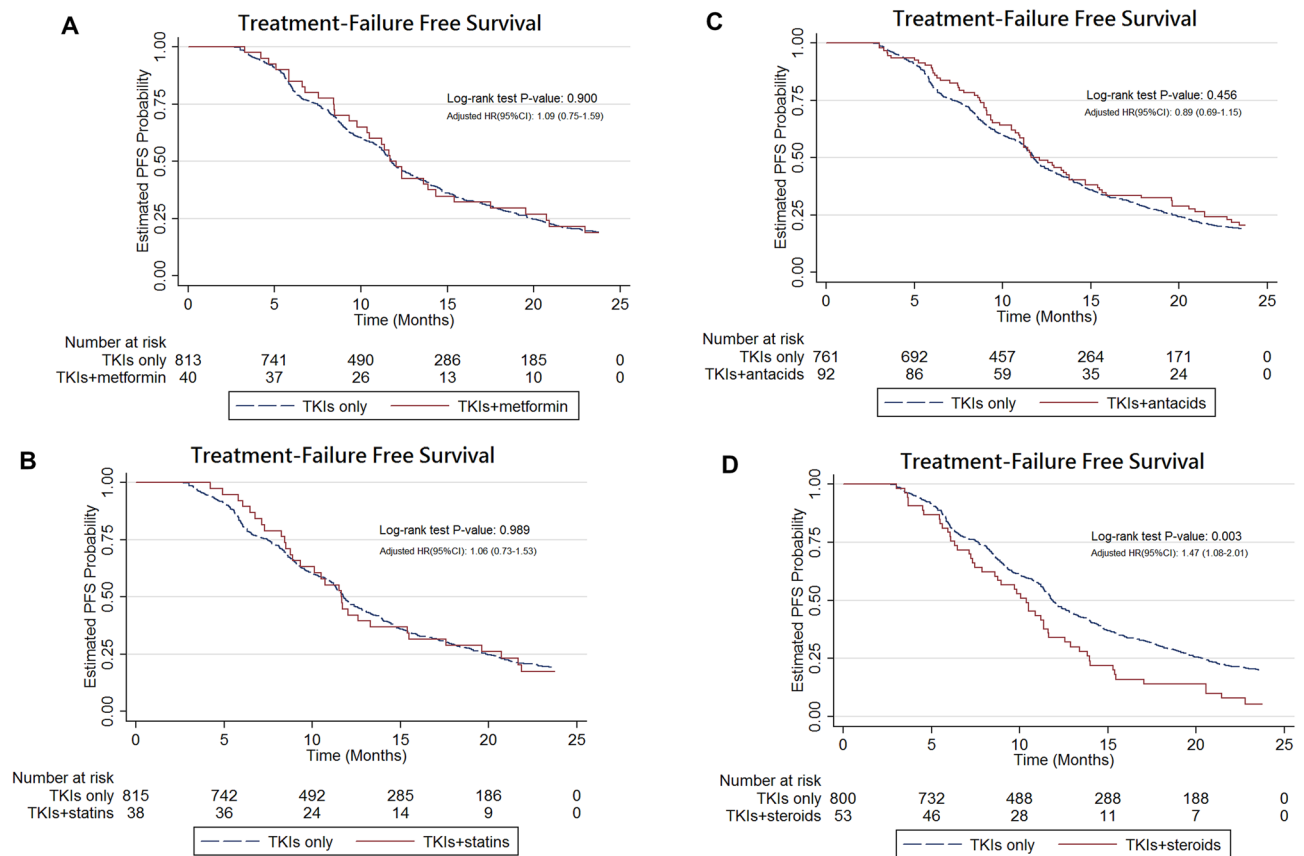 A
Treatment-Failure Free Survival
Estimated PFS Probability
1.00
0.75
0.50
0.25
0.00
Log-rank test P-value: 0.900
Adjusted HR(95%CI): 1.09 (0.75-1.59)
0 5 10 15 20 25
Time (Months)
Number at risk
TKIs only 813 741 490 286 185 0
TKIs+metformin 40 37 26 13 10 0
TKIs only TKIs+metformin
B
Treatment-Failure Free Survival
Estimated PFS Probability
1.00
0.75
0.50
0.25
0.00
Log-rank test P-value: 0.989
Adjusted HR(95%CI): 1.06 (0.73-1.53)
0 5 10 15 20 25
Time (Months)
Number at risk
TKIs only 815 742 492 285 186 0
TKIs+statins 38 36 24 14 9 0
TKIs only TKIs+statins
C
Treatment-Failure Free Survival
Estimated PFS Probability
1.00
0.75
0.50
0.25
0.00
Log-rank test P-value: 0.456
Adjusted HR(95%CI): 0.89 (0.69-1.15)
0 5 10 15 20 25
Time (Months)
Number at risk
TKIs only 761 692 457 264 171 0
TKIs+antacids 92 86 59 35 24 0
TKIs only TKIs+antacids
D
Treatment-Failure Free Survival
Estimated PFS Probability
1.00
0.75
0.50
0.25
0.00
Log-rank test P-value: 0.003
Adjusted HR(95%CI): 1.47 (1.08-2.01)
0 5 10 15 20 25
Time (Months)
Number at risk
TKIs only 800 732 488 288 188 0
TKIs+steroids 53 46 28 11 7 0
TKIs only TKIs+steroids